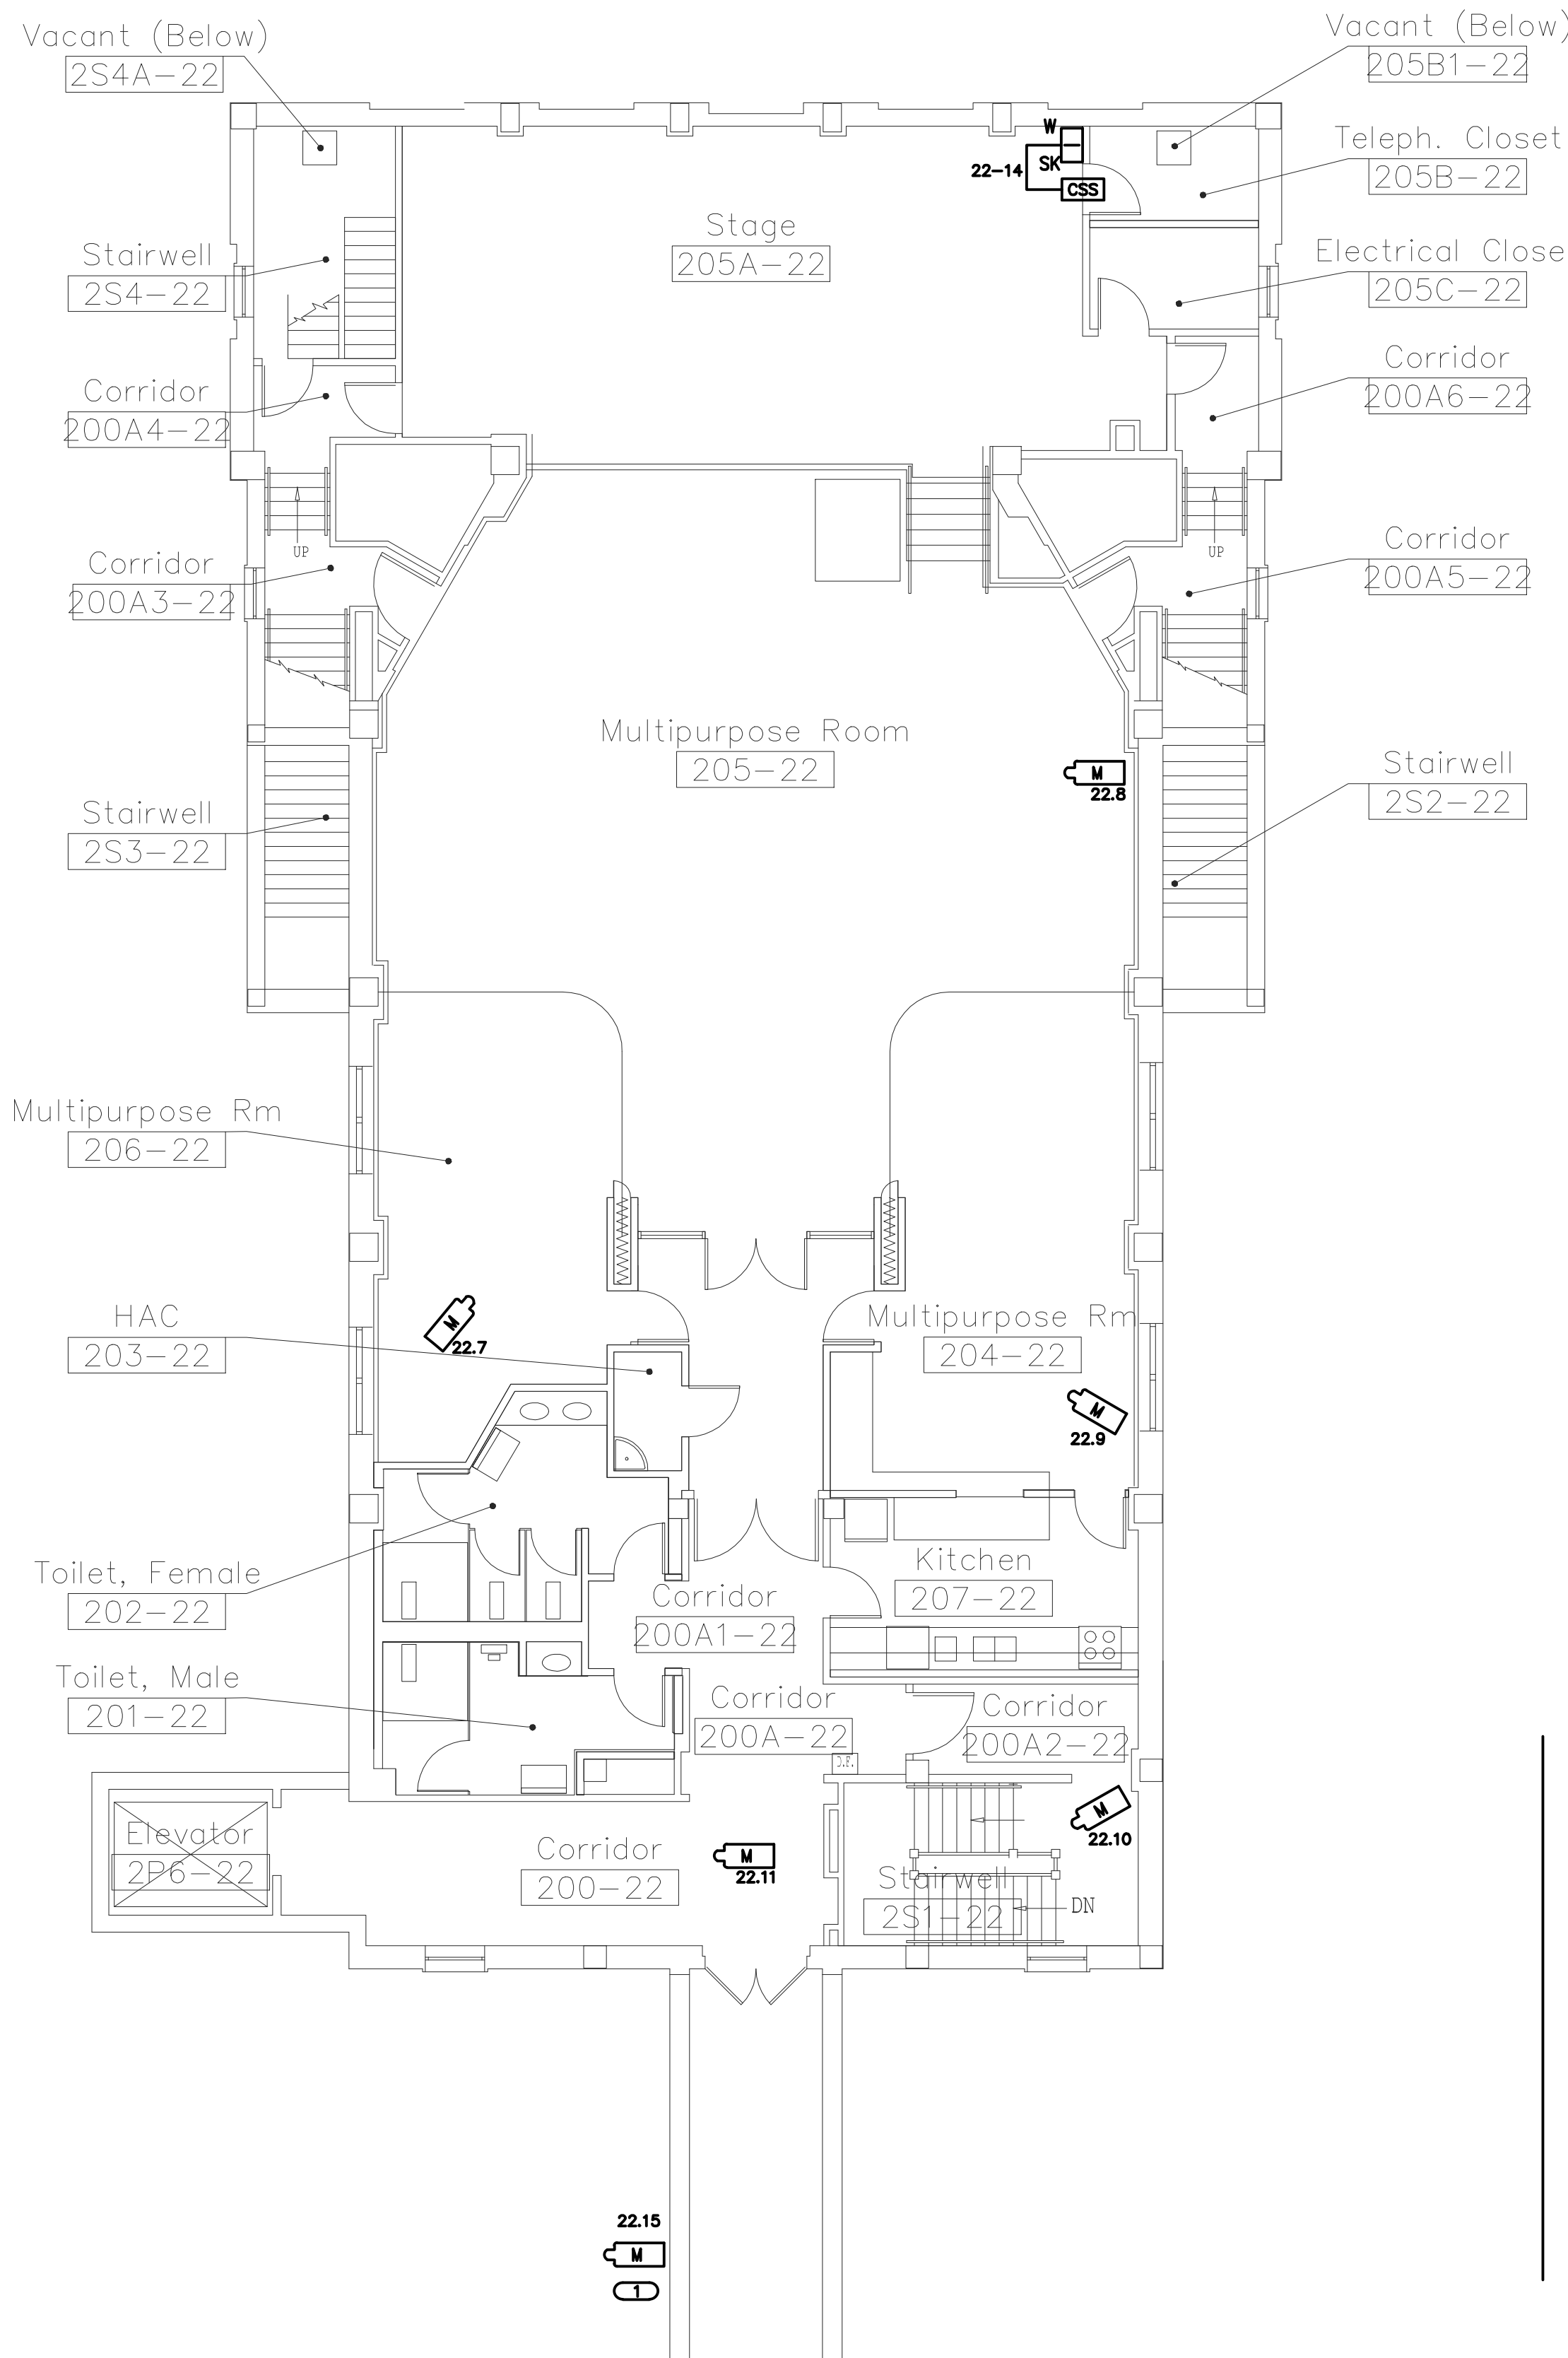 Vacant (Below)
2S4A-22
Vacant (Below)
205B1-22
W
SK
22-14
CSS
Teleph. Closet
205B-22
Stage
205A-22
Stairwell
2S4-22
Electrical Close
205C-22
Corridor
200A4-22
Corridor
200A6-22
UP
UP
Corridor
200A3-22
Corridor
200A5-22
Multipurpose Room
205-22
M
22.8
Stairwell
2S3-22
Stairwell
2S2-22
Multipurpose Rm
206-22
HAC
203-22
M
22.7
Multipurpose Rm
204-22
M
22.9
Toilet, Female
202-22
Kitchen
207-22
Corridor
200A1-22
Toilet, Male
201-22
Corridor
200A-22
Corridor
200A2-22
D.F.
M
22.10
Elevator
2P6-22
Corridor
200-22
M
22.11
Stairwell
2S1-22
DN
22.15
M
1